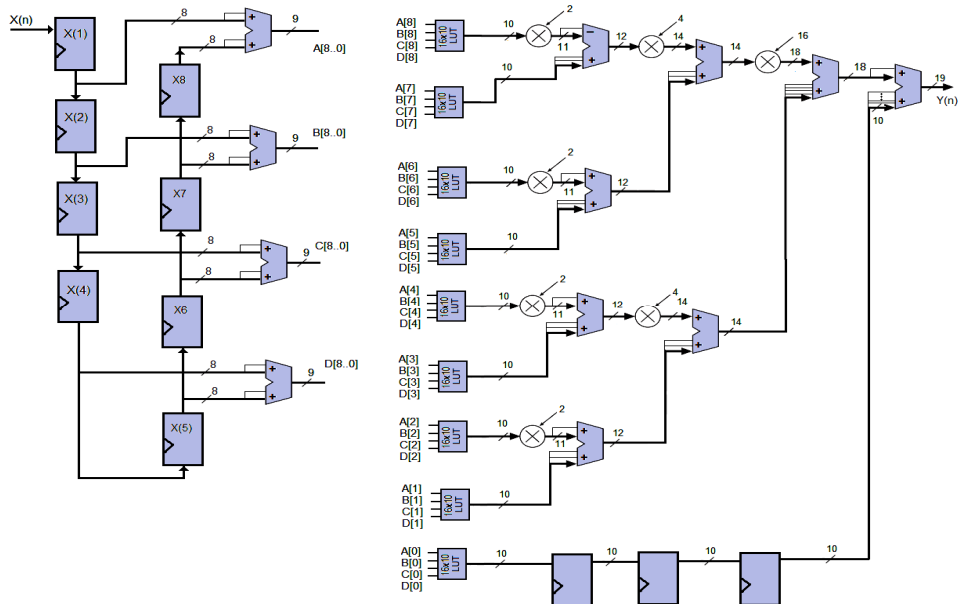 X(n)
X(1)
8
9
A[8..0]
8
X8
X(2)
8
9
B[8..0]
8
X(3)
X7
8
9
C[8..0]
8
X(4)
X6
D[8..0]
8
9
8
X(5)
+
+
+
+
+
+
+
+
A[8]
B[8]
C[8]
D[8]
16x10
LUT
10
2
11
−
+
12
4
14
+
+
14
16
18
+
+
18
+
+
19
Y(n)
10
A[7]
B[7]
C[7]
D[7]
16x10
LUT
10
A[6]
B[6]
C[6]
D[6]
16x10
LUT
10
2
11
+
+
12
A[5]
B[5]
C[5]
D[5]
16x10
LUT
10
A[4]
B[4]
C[4]
D[4]
16x10
LUT
10
2
11
+
+
12
4
14
+
+
14
A[3]
B[3]
C[3]
D[3]
16x10
LUT
10
A[2]
B[2]
C[2]
D[2]
16x10
LUT
10
2
11
+
+
12
A[1]
B[1]
C[1]
D[1]
16x10
LUT
10
A[0]
B[0]
C[0]
D[0]
16x10
LUT
10
10
10
10